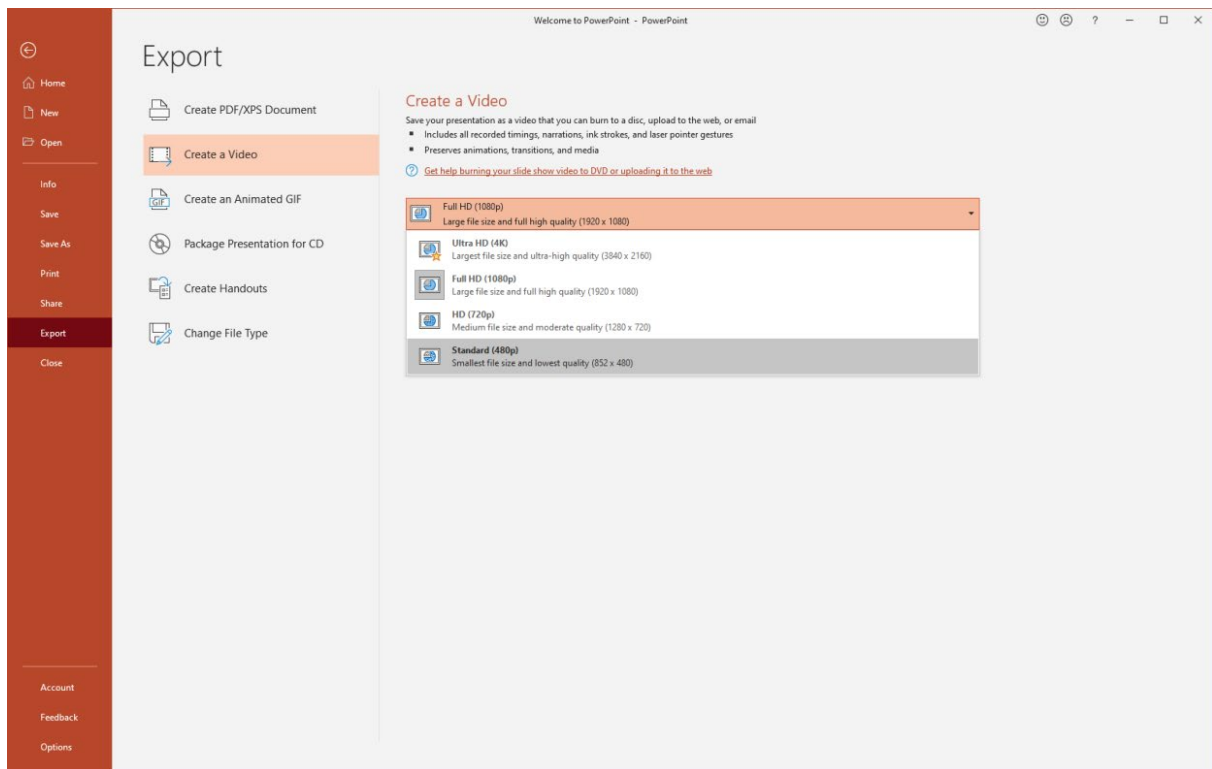 Welcome to PowerPoint - PowerPoint
?
Home
New
Open
Info
Save
Save As
Print
Share
Export
Close
Account
Feedback
Options
Export
Create PDF/XPS Document
Create a Video
Create an Animated GIF
GIF
Package Presentation for CD
Create Handouts
Change File Type
Create a Video
Save your presentation as a video that you can burn to a disc, upload to the web, or email
▪ Includes all recorded timings, narrations, ink strokes, and laser pointer gestures
▪ Preserves animations, transitions, and media
? Get help burning your slide show video to DVD or uploading it to the web
Full HD (1080p)
Large file size and full high quality (1920 x 1080)
Ultra HD (4K)
Largest file size and ultra-high quality (3840 x 2160)
Full HD (1080p)
Large file size and full high quality (1920 x 1080)
HD (720p)
Medium file size and moderate quality (1280 x 720)
Standard (480p)
Smallest file size and lowest quality (852 x 480)